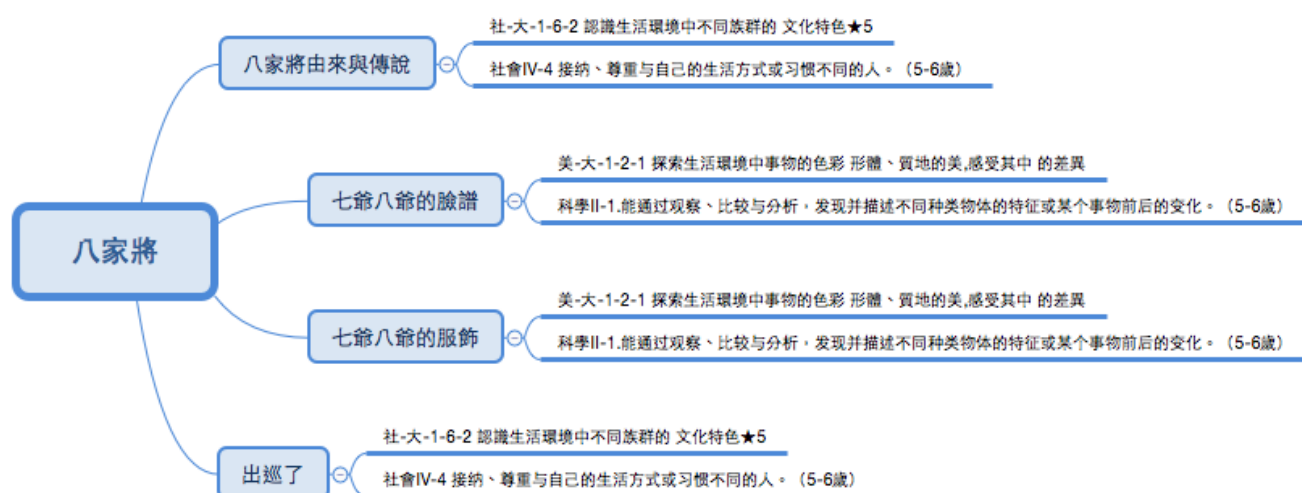 社-大-1-6-2 認識生活環境中不同族群的 文化特色★5
八家將由來與傳說
社會IV-4 接纳、尊重与自己的生活方式或习惯不同的人。（5-6歲）
美-大-1-2-1 探索生活環境中事物的色彩 形體、質地的美,感受其中 的差異
七爺八爺的臉譜
科學II-1.能通过观察、比较与分析，发现并描述不同种类物体的特征或某个事物前后的变化。（5-6歲）
八家將
美-大-1-2-1 探索生活環境中事物的色彩 形體、質地的美,感受其中 的差異
七爺八爺的服飾
科學II-1.能通过观察、比较与分析，发现并描述不同种类物体的特征或某个事物前后的变化。（5-6歲）
社-大-1-6-2 認識生活環境中不同族群的 文化特色★5
出巡了
社會IV-4 接纳、尊重与自己的生活方式或习惯不同的人。（5-6歲）